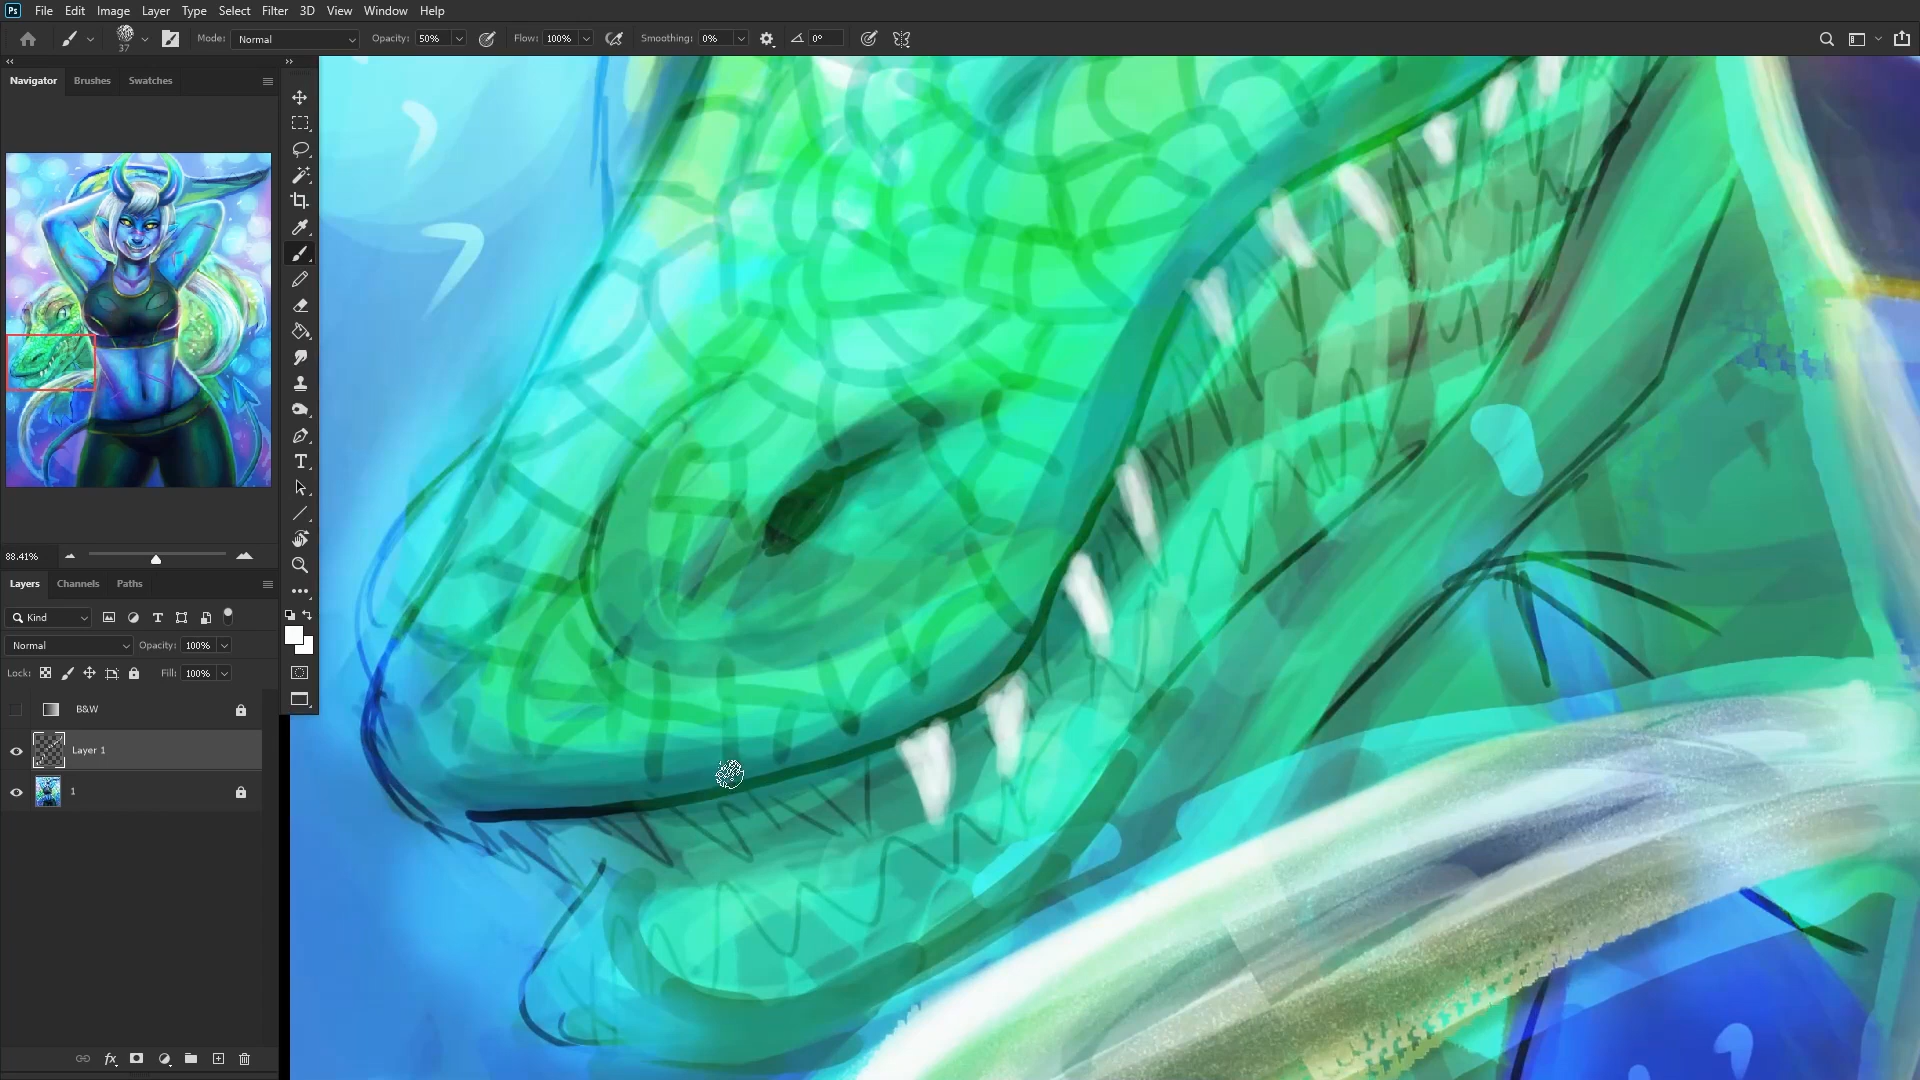 Ps File Edit Image Layer Type Select Filter 3D View Window Help
37 Mode: Normal Opacity: 50% Flow: 100% Smoothing: 0% 0°
Navigator Brushes Swatches
88.41%
Layers Channels Paths
Kind
Normal Opacity: 100%
Lock: Fill: 100%
B&W
Layer 1
1